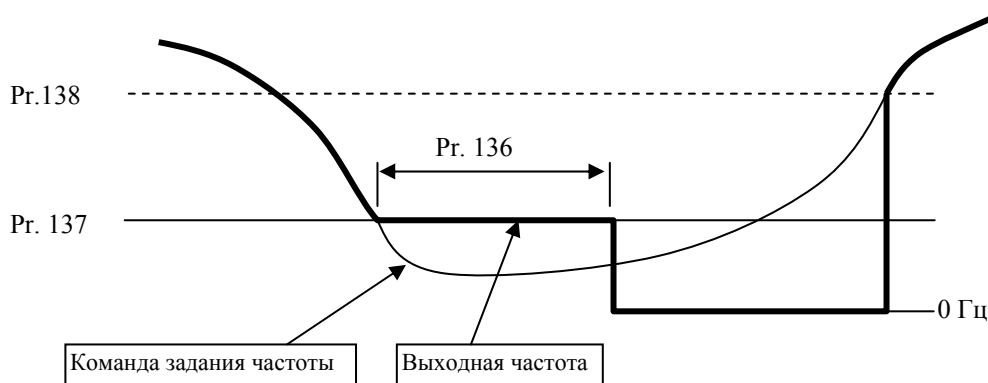 Pr.138
Pr. 136
Pr. 137
0 Гц
Команда задания частоты
Выходная частота